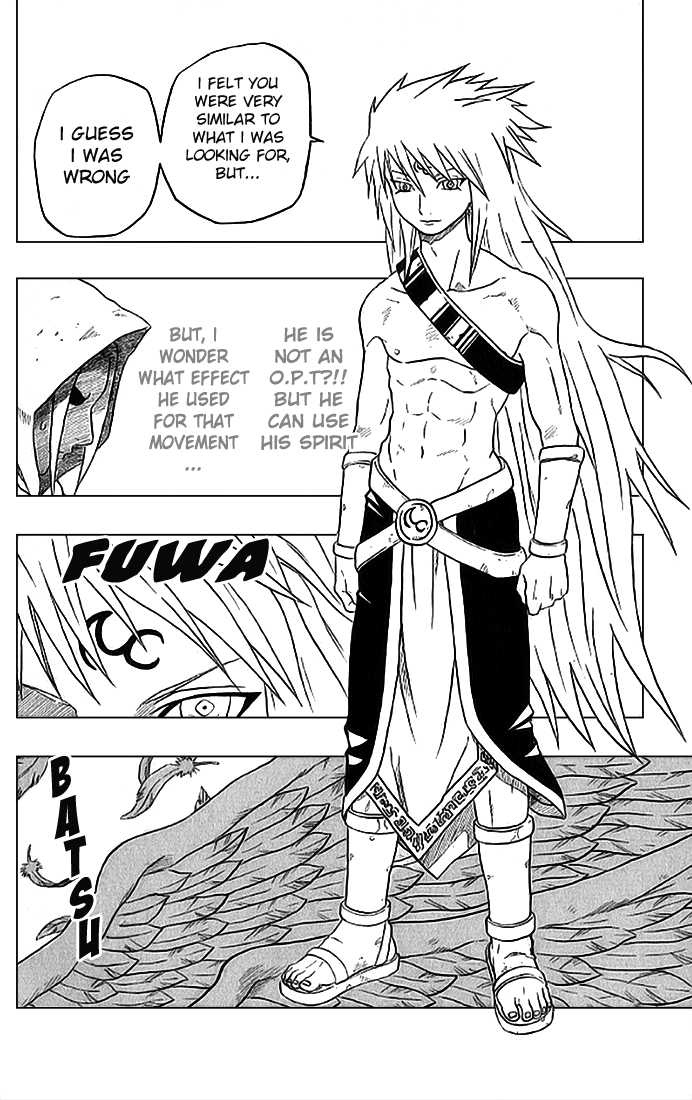 I FELT YOU
WERE VERY
SIMILAR TO
WHAT I WAS
LOOKING FOR,
BUT...
I GUESS
I WAS
WRONG
HE IS
NOT AN
O.P.T?!!
BUT HE
CAN USE
HIS SPIRIT
BUT, I
WONDER
WHAT EFFECT
HE USED
FOR THAT
MOVEMENT
...
FUWA
BATSU